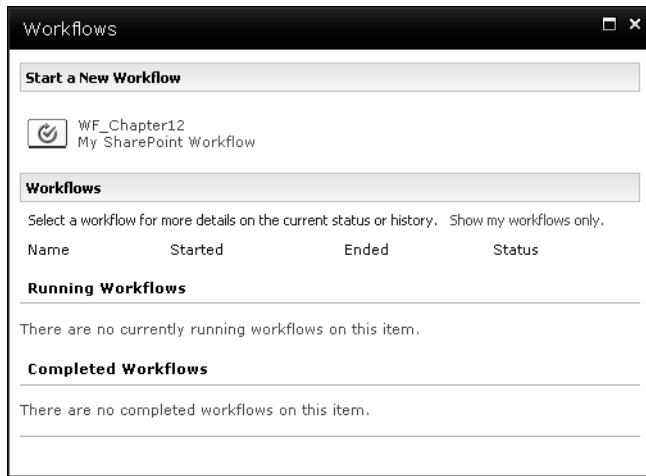 Workflows
Start a New Workflow
WF_Chapter12
My SharePoint Workflow
Workflows
Select a workflow for more details on the current status or history. Show my workflows only.
Name Started Ended Status
Running Workflows
There are no currently running workflows on this item.
Completed Workflows
There are no completed workflows on this item.